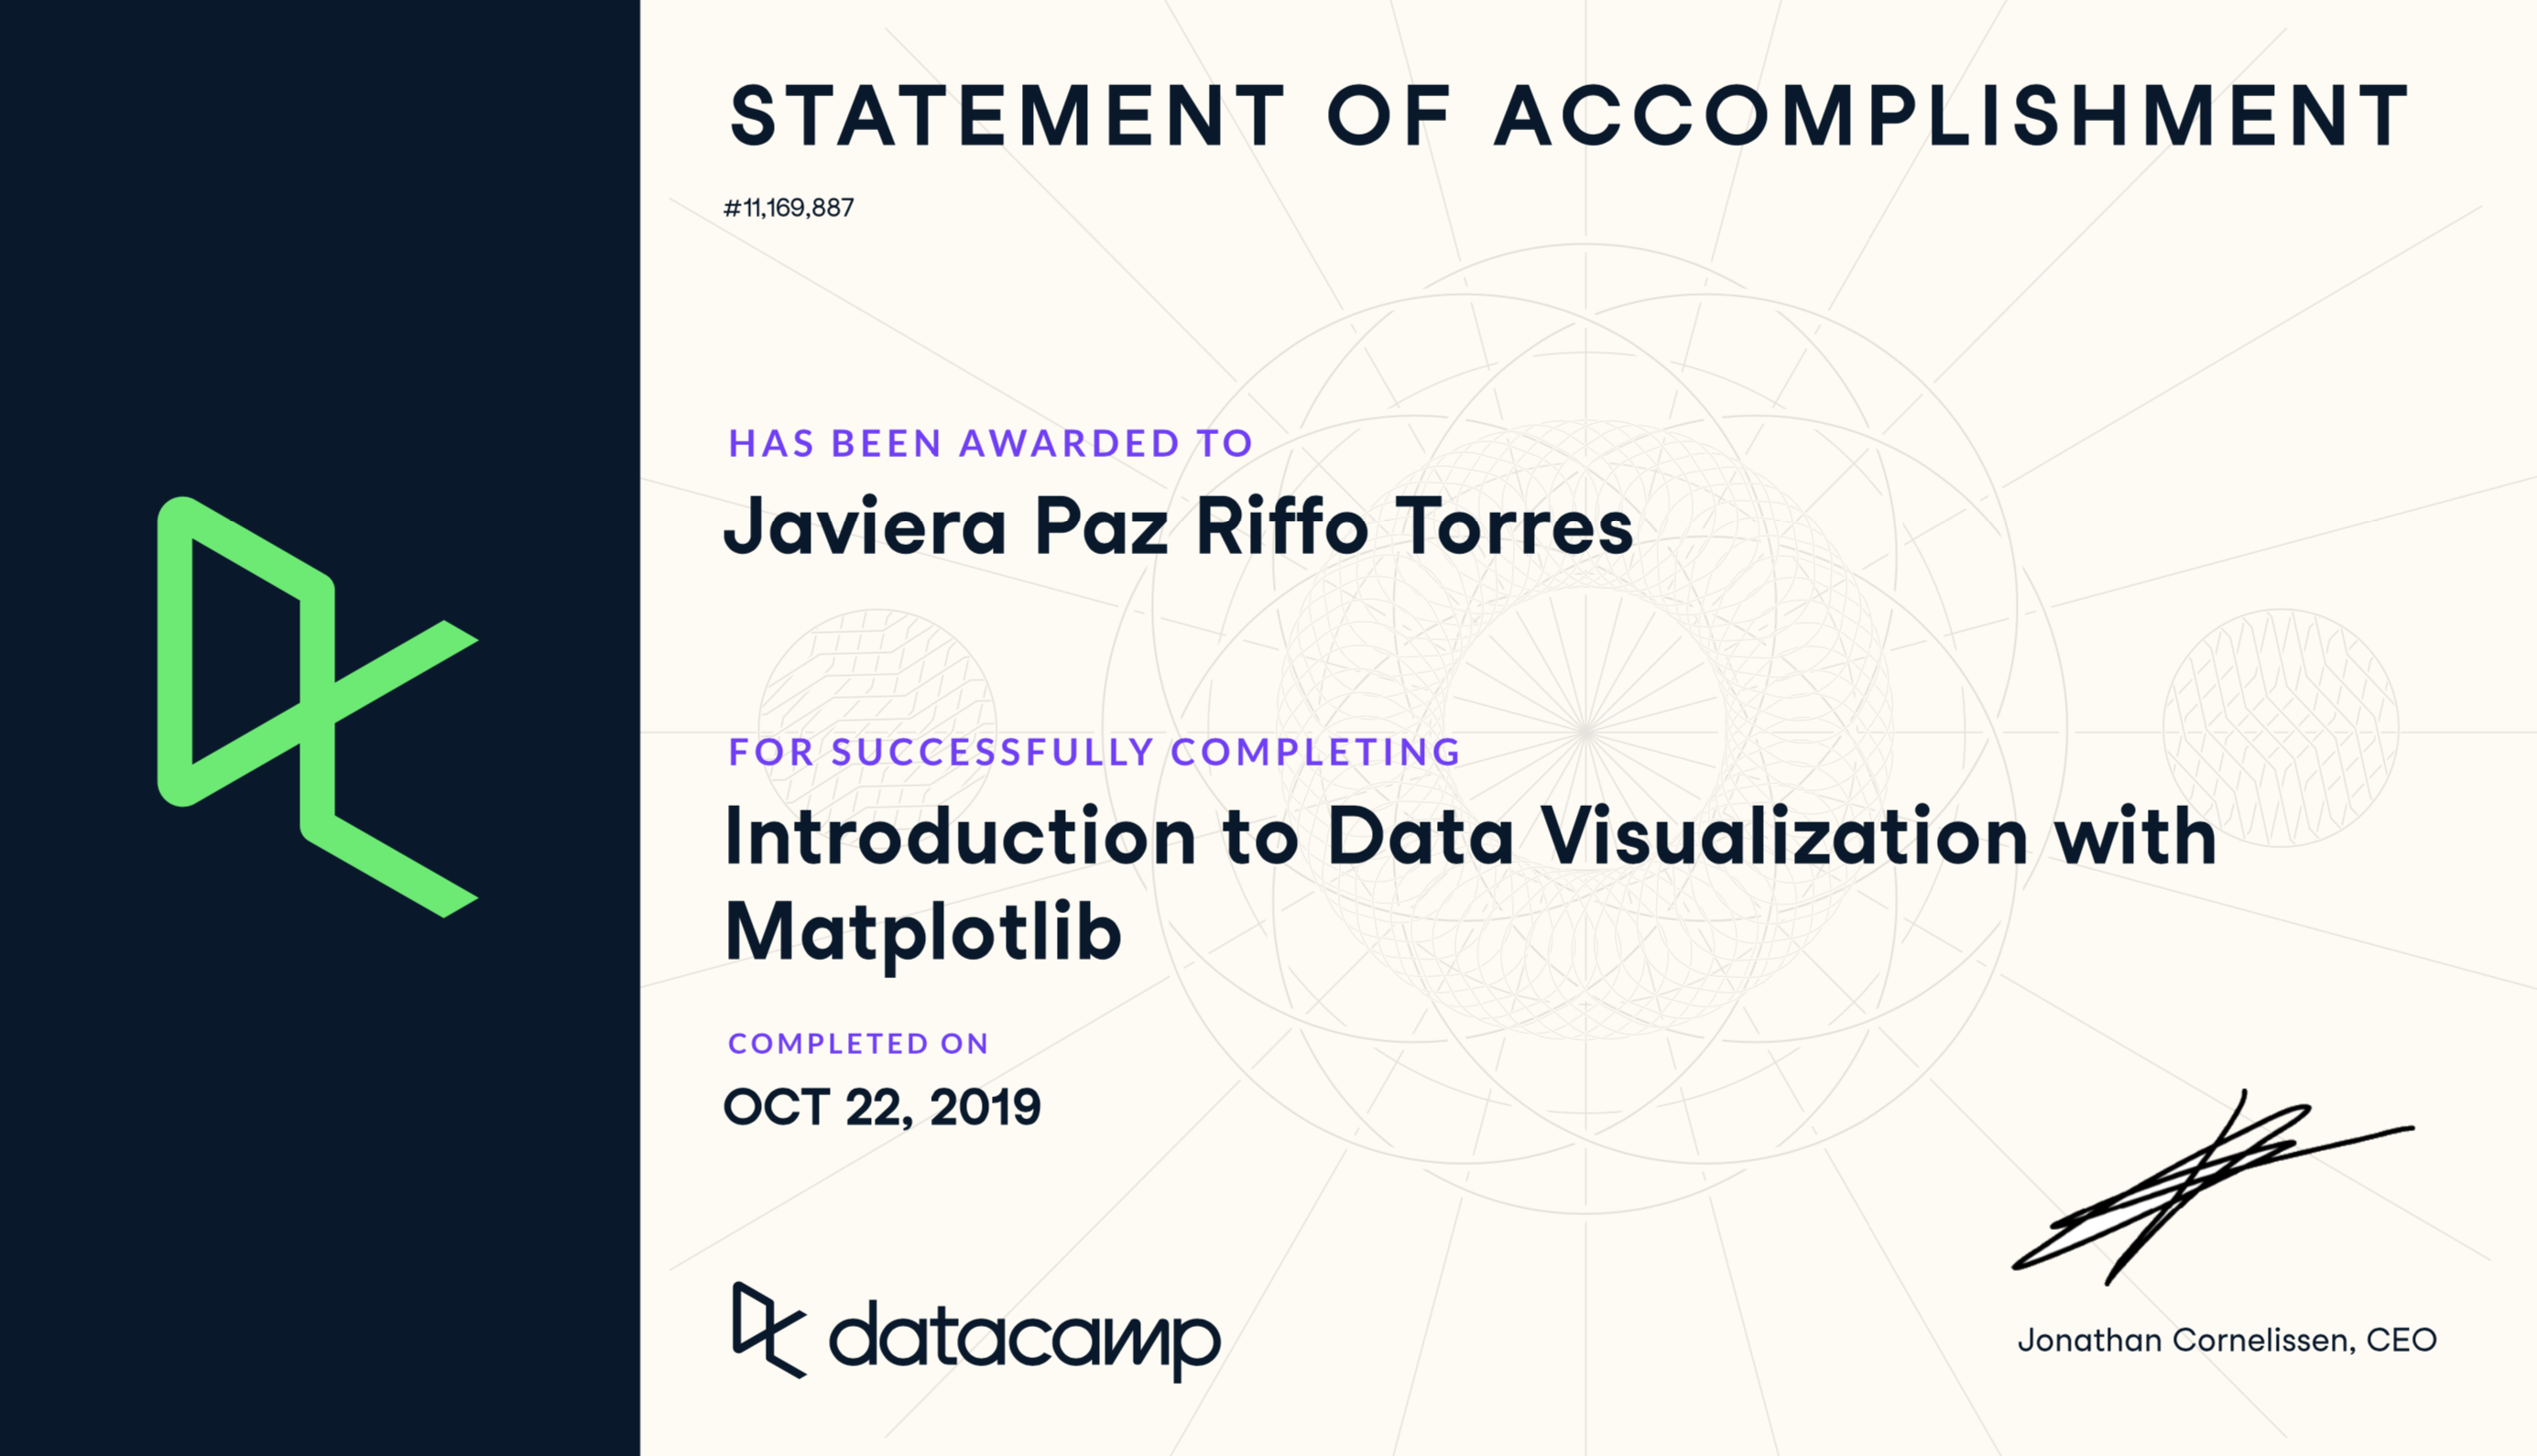 STATEMENT OF ACCOMPLISHMENT
#11,169,887
HAS BEEN AWARDED TO
Javiera Paz Riffo Torres
FOR SUCCESSFULLY COMPLETING
Introduction to Data Visualization with
Matplotlib
COMPLETED ON
OCT 22, 2019
datacamp
Jonathan Cornelissen, CEO